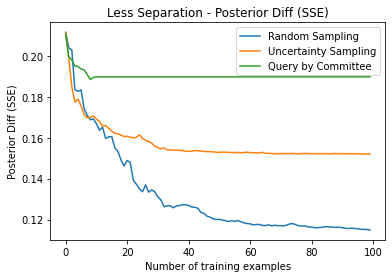 Less Separation - Posterior Diff (SSE)
Random Sampling
Uncertainty Sampling
Query by Committee
Posterior Diff (SSE)
0.20
0.18
0.16
0.14
0.12
0 20 40 60 80 100
Number of training examples